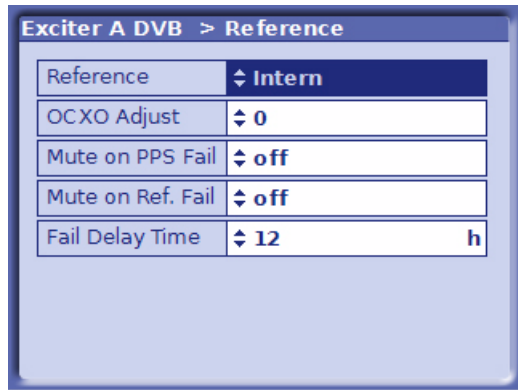 Exciter A DVB > Reference
Reference Intern
OCXO Adjust 0
Mute on PPS Fail off
Mute on Ref. Fail off
Fail Delay Time 12 h